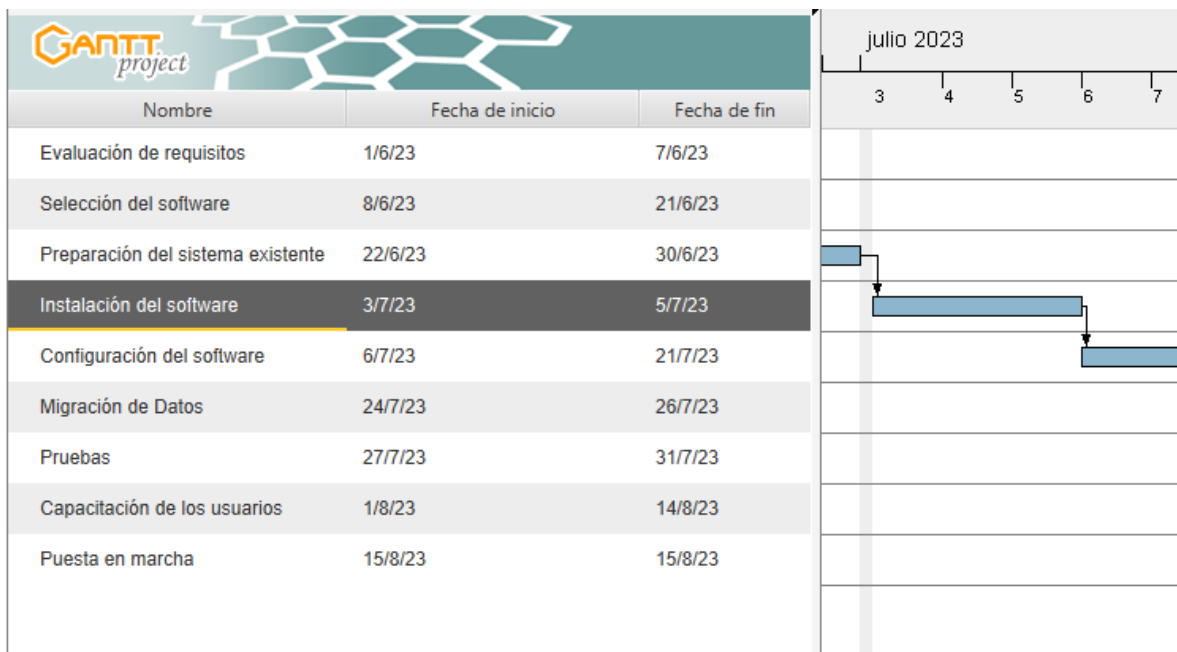 GANTT
project
julio 2023
3 4 5 6 7
Nombre Fecha de inicio Fecha de fin
Evaluación de requisitos 1/6/23 7/6/23
Selección del software 8/6/23 21/6/23
Preparación del sistema existente 22/6/23 30/6/23
Instalación del software 3/7/23 5/7/23
Configuración del software 6/7/23 21/7/23
Migración de Datos 24/7/23 26/7/23
Pruebas 27/7/23 31/7/23
Capacitación de los usuarios 1/8/23 14/8/23
Puesta en marcha 15/8/23 15/8/23